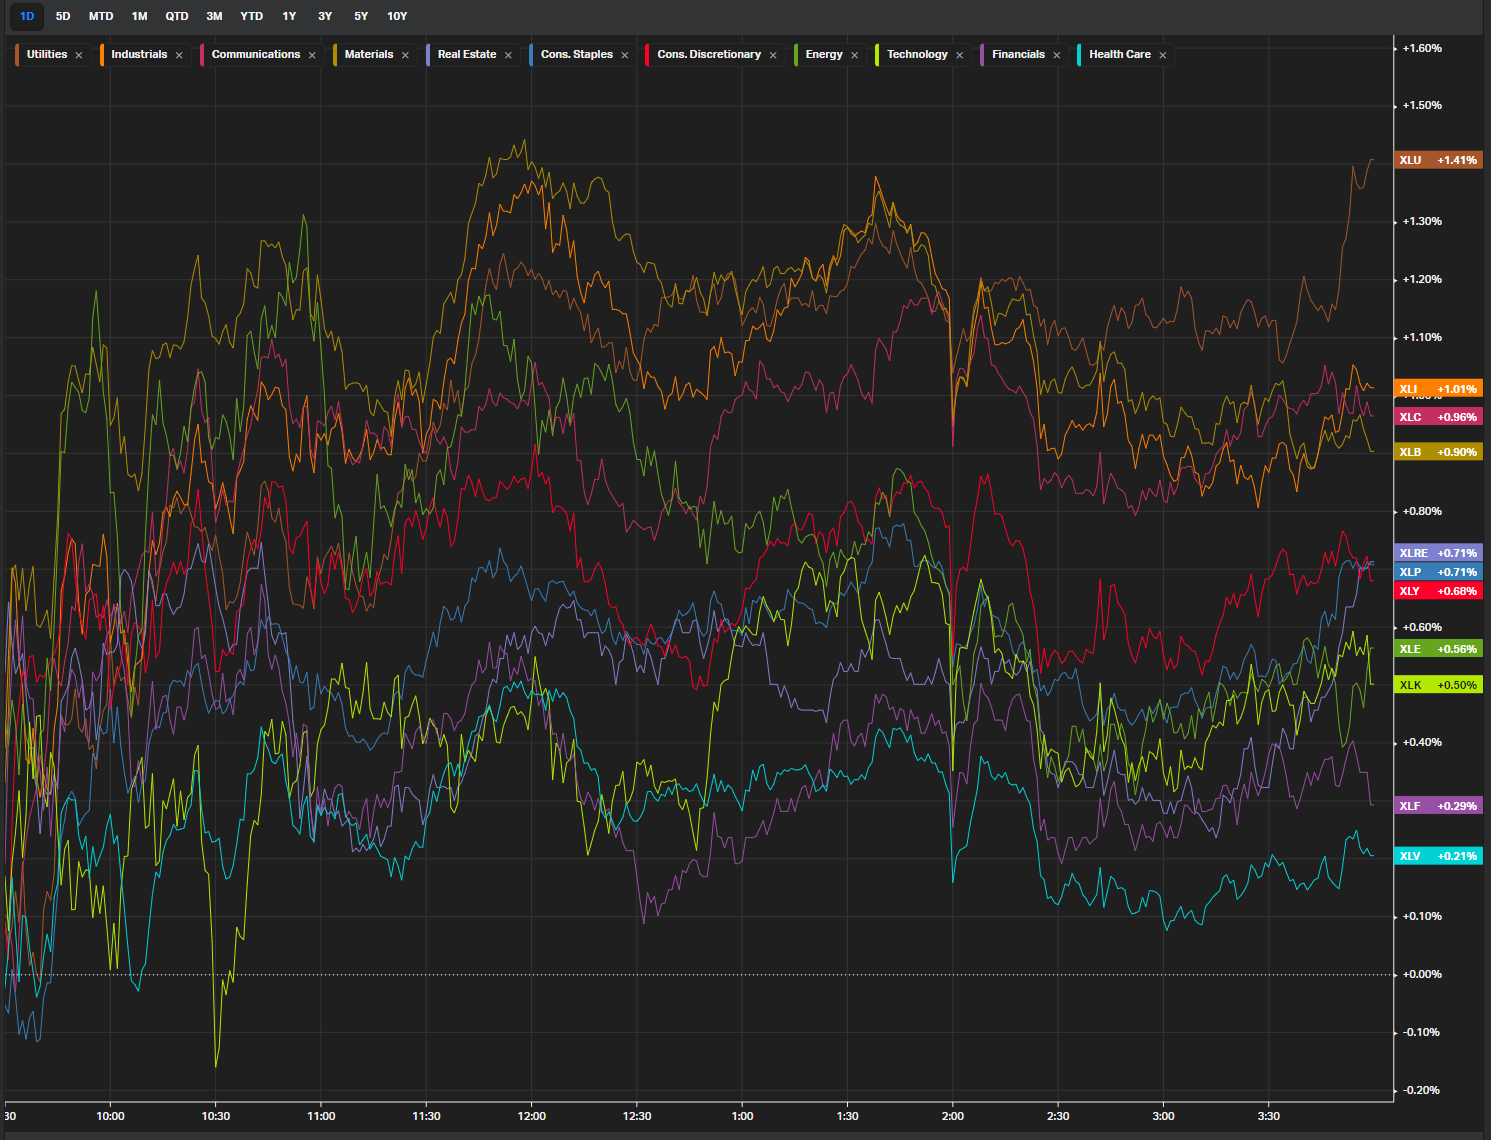 1D 5D MTD 1M QTD 3M YTD 1Y 3Y 5Y 10Y
Utilities × Industrials × Communications × Materials × Real Estate × Cons. Staples × Cons. Discretionary × Energy × Technology × Financials × Health Care ×
+1.60%
+1.50%
XLU +1.41%
+1.30%
+1.20%
+1.10%
XLI +1.01%
XLC +0.96%
XLB +0.90%
+0.80%
XLRE +0.71%
XLP +0.71%
XLY +0.68%
+0.60%
XLE +0.56%
XLK +0.50%
+0.40%
XLF +0.29%
XLV +0.21%
+0.10%
+0.00%
-0.10%
-0.20%
30 10:00 10:30 11:00 11:30 12:00 12:30 1:00 1:30 2:00 2:30 3:00 3:30